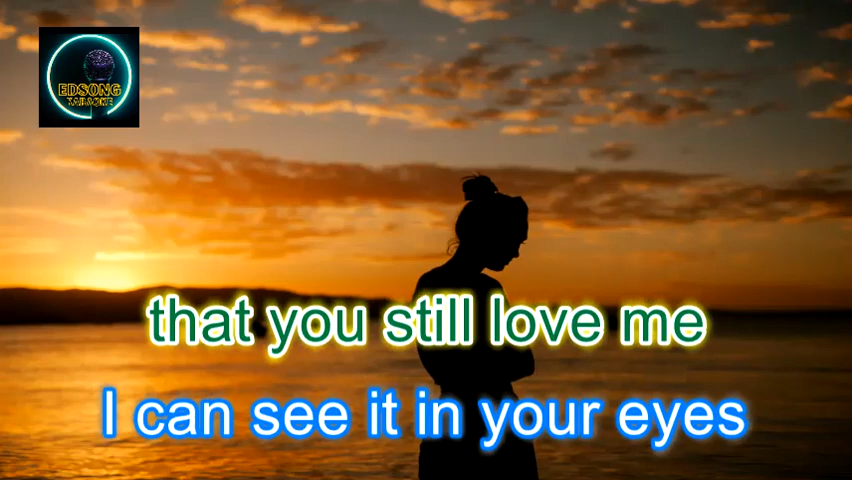 EDSONG
KARAOKE
that you still love me
I can see it in your eyes